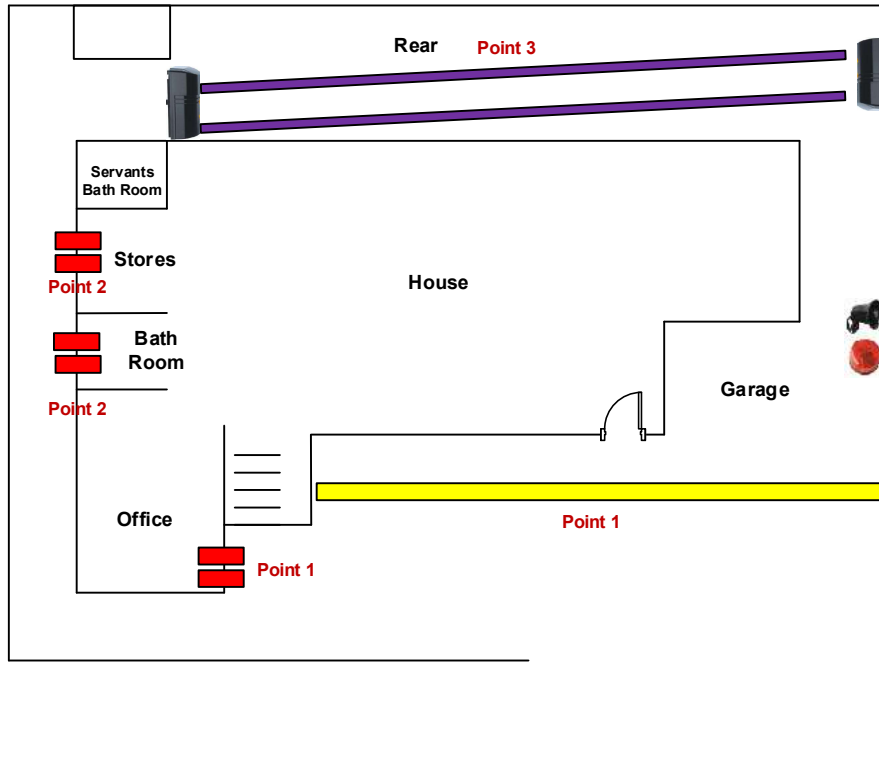 Rear
Point 3
Servants
Bath Room
Stores
Point 2
House
Bath
Room
Point 2
Garage
Office
Point 1
Point 1